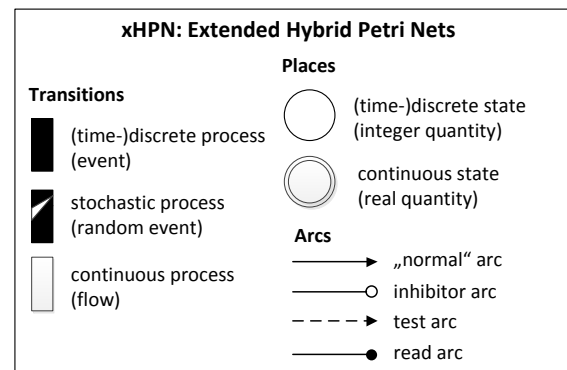 xHPN: Extended Hybrid Petri Nets
Transitions
(time-)discrete process
(event)
stochastic process
(random event)
continuous process
(flow)
Places
(time-)discrete state
(integer quantity)
continuous state
(real quantity)
Arcs
„normal“ arc
inhibitor arc
test arc
read arc